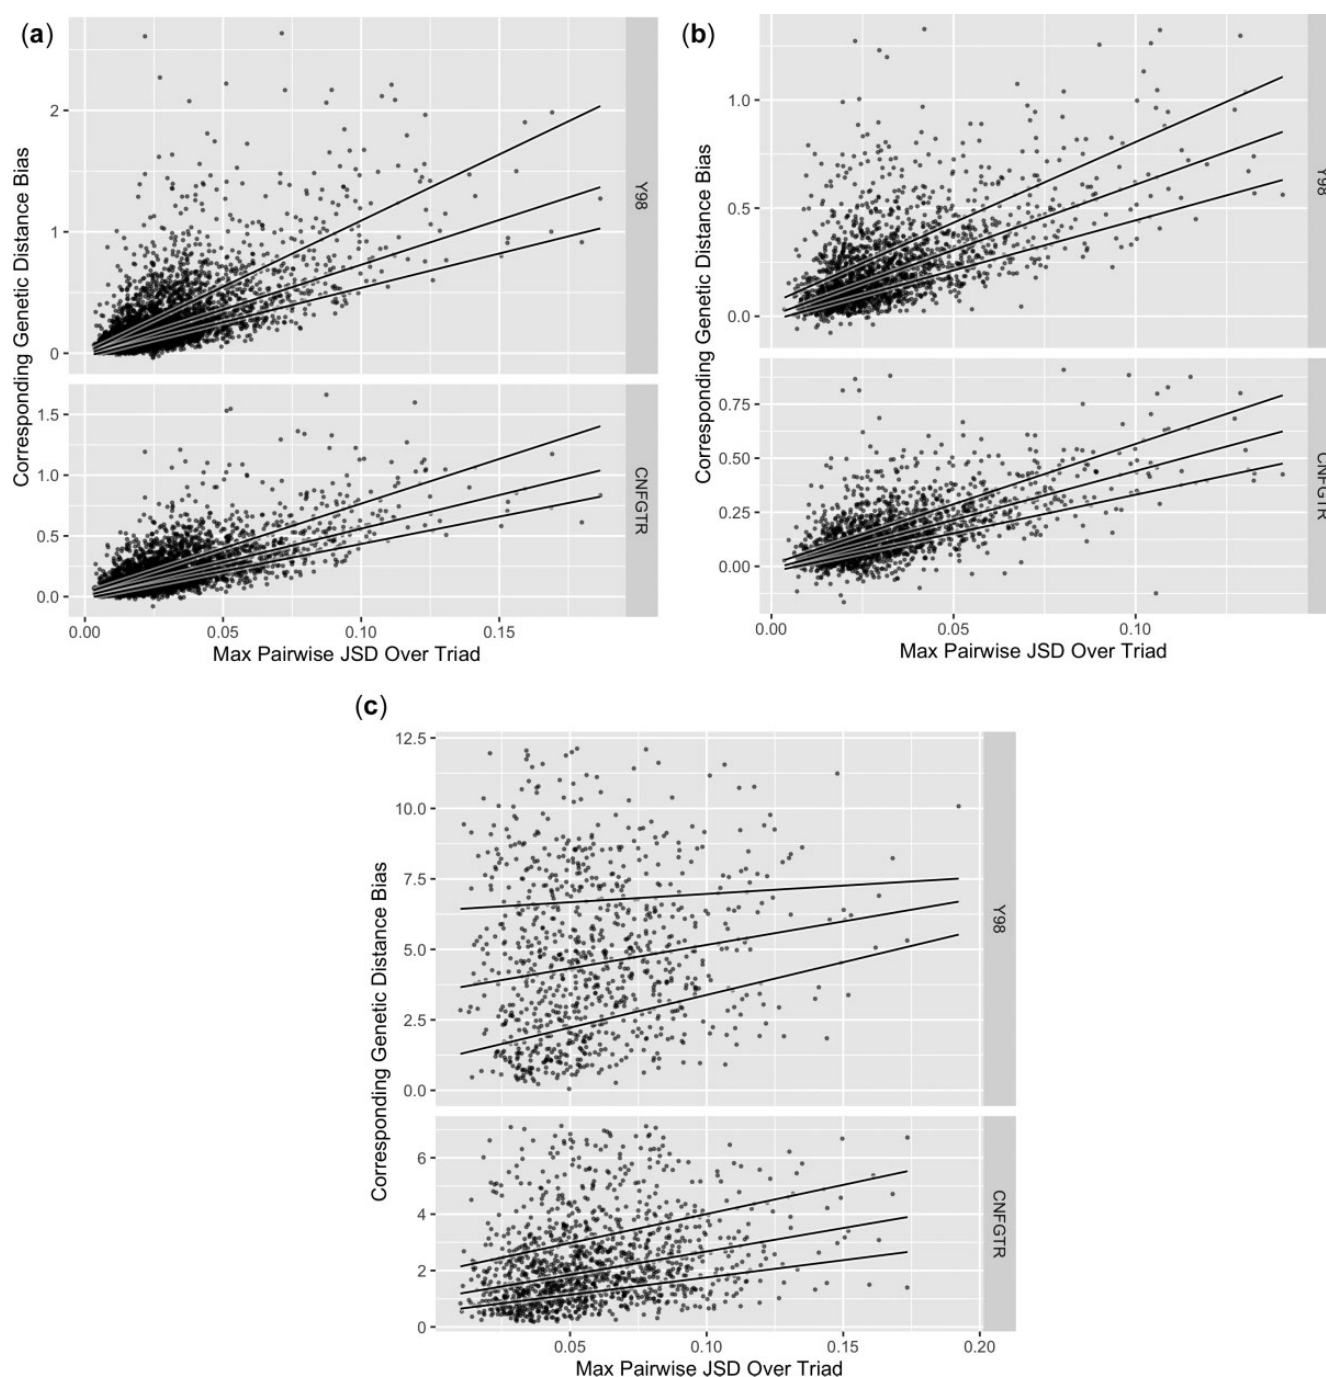 (a)
Corresponding Genetic Distance Bias
2
1
0
Y98
1.5
1.0
0.5
0.0
CNFGTR
0.00 0.05 0.10 0.15
Max Pairwise JSD Over Triad
(b)
Corresponding Genetic Distance Bias
1.0
0.5
0.0
Y98
0.75
0.50
0.25
0.00
CNFGTR
0.00 0.05 0.10
Max Pairwise JSD Over Triad
(c)
Corresponding Genetic Distance Bias
12.5
10.0
7.5
5.0
2.5
0.0
Y98
6
4
2
0
CNFGTR
0.05 0.10 0.15 0.20
Max Pairwise JSD Over Triad